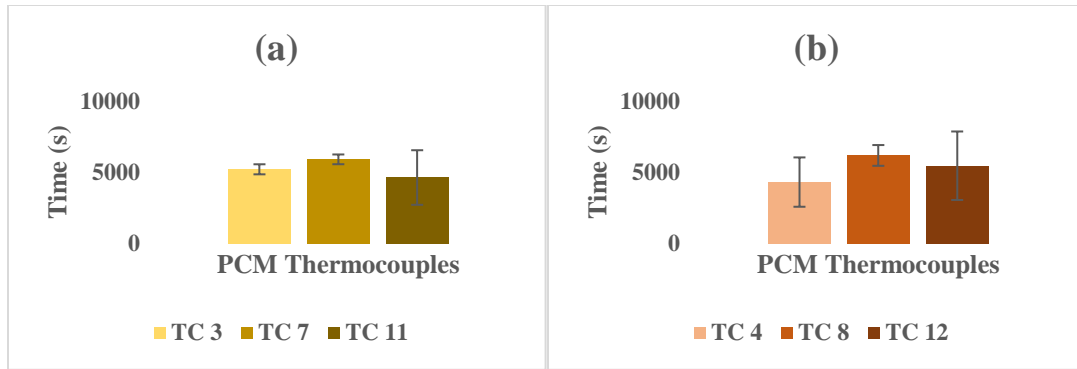 (a)
10000
5000
0
Time (s)
PCM Thermocouples
TC 3 TC 7 TC 11
(b)
10000
5000
0
Time (s)
PCM Thermocouples
TC 4 TC 8 TC 12